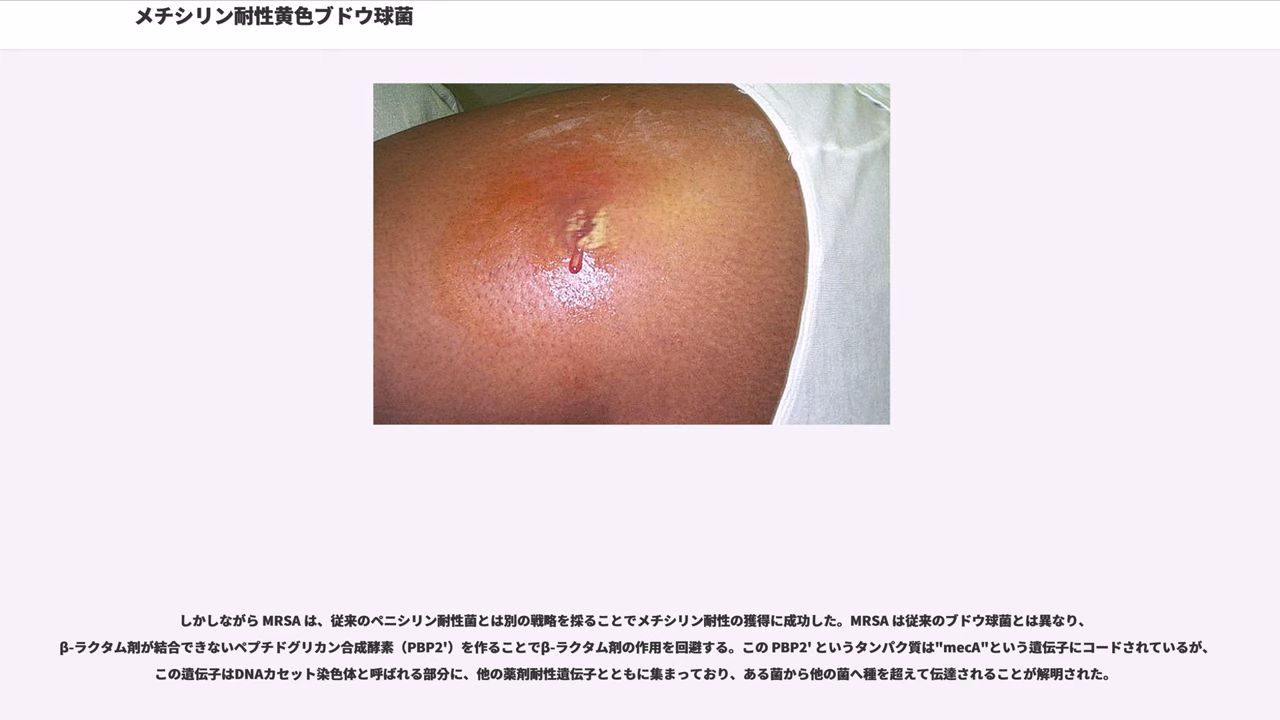 メチシリン耐性黄色ブドウ球菌
しかしながら MRSA は、従来のペニシリン耐性菌とは別の戦略を採ることでメチシリン耐性の獲得に成功した。MRSA は従来のブドウ球菌とは異なり、
β-ラクタム剤が結合できないペプチドグリカン合成酵素（PBP2'）を作ることでβ-ラクタム剤の作用を回避する。この PBP2' というタンパク質は"mecA"という遺伝子にコードされているが、
この遺伝子はDNAカセット染色体と呼ばれる部分に、他の薬剤耐性遺伝子とともに集まっており、ある菌から他の菌へ種を超えて伝達されることが解明された。